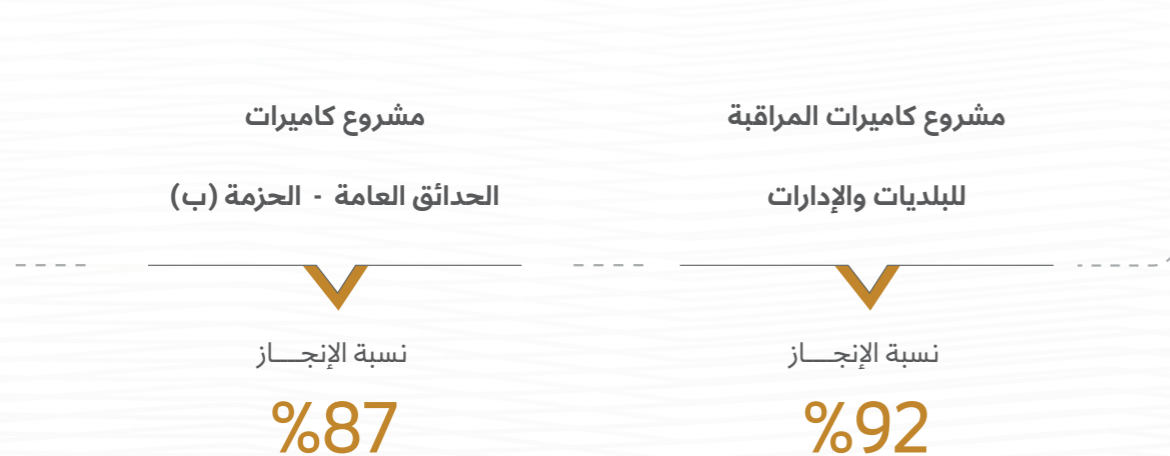 مشروع كاميرات المراقبة
للبلديات والإدارات
نسبة الإنجـــاز
%92
مشروع كاميرات
الحدائق العامة - الحزمة (ب)
نسبة الإنجـــاز
%87